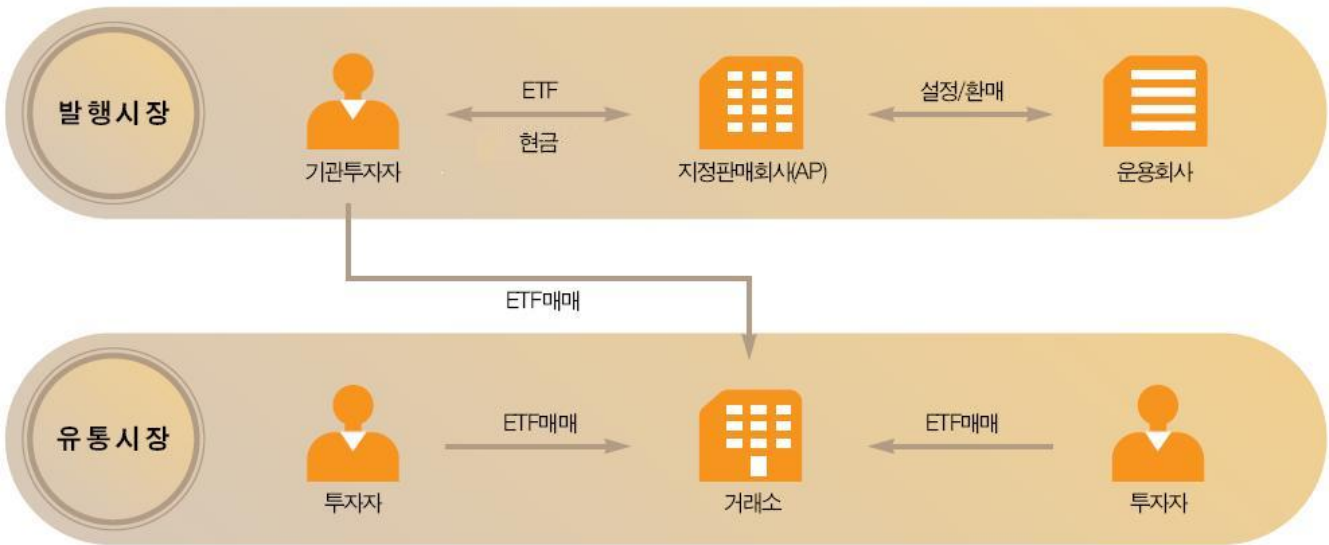 발행시장
ETF
현금
설정/환매
기관투자자
지정판매회사(AP)
운용회사
ETF매매
유통시장
ETF매매
ETF매매
투자자
거래소
투자자